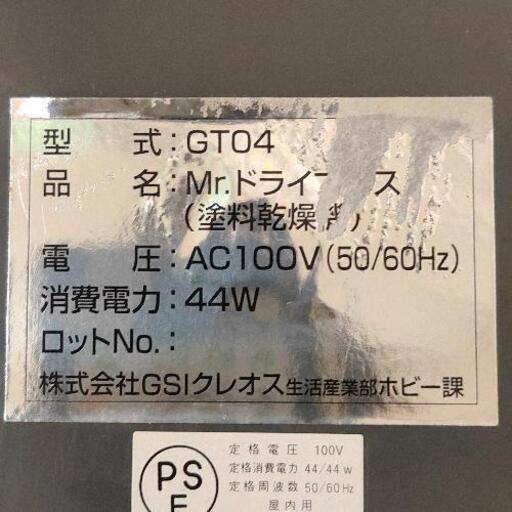 型 式:GT04
品 名:Mr.ドライ ス
(塗料乾燥 )
電 圧:AC100V(50/60Hz)
消費電力:44W
ロットNo.:
株式会社GSIクレオス生活産業部ホビー課
PS
E
定格電圧 100V
定格消費電力 44/44w
定格周波数 50/60Hz
屋内用